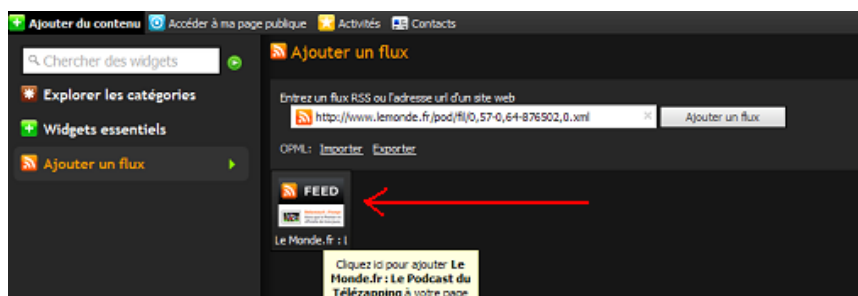 Ajouter du contenu Accéder à ma page publique Activités Contacts
Chercher des widgets
Explorer les catégories
Widgets essentiels
Ajouter un flux
Ajouter un flux
Entrez un flux RSS ou l'adresse url d'un site web
http://www.lemonde.fr/pod/fil/0,57-0,64-876502,0.xml Ajouter un flux
OPML: Importer Exporter
FEED
Le Monde.fr : l
Cliquez ici pour ajouter Le
Monde.fr : Le Podcast du
Télézapping à votre page